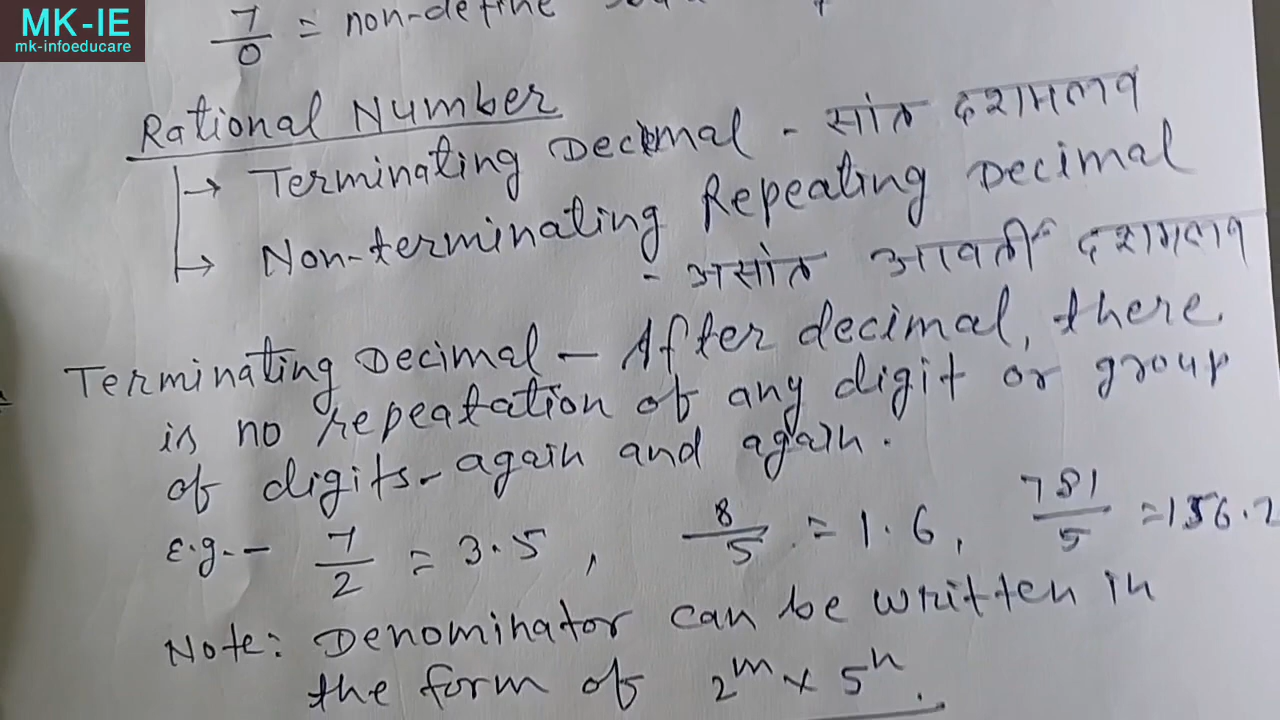 MK-IE
mk-infoeducare
7/0 = non-define
Rational Number
→ Terminating Decimal - सांत दशमलव
→ Non-terminating Repeating Decimal
- असांत आवर्ती दशमलव
Terminating Decimal — After decimal, there
is no repeatation of any digit or group
of digits - again and again.
E.g. — 7/2 = 3.5, 8/5 = 1.6, 781/5 = 156.2
Note: Denominator can be written in
the form of 2^m × 5^n.